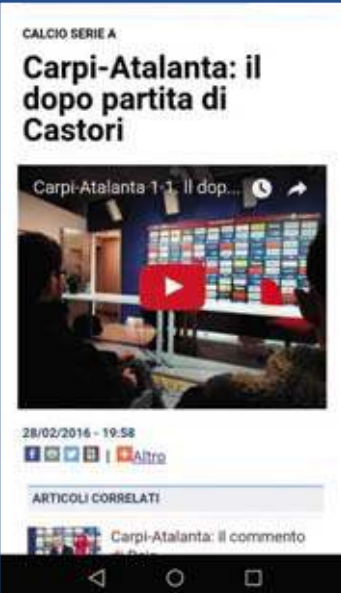 CALCIO SERIE A
Carpi-Atalanta: il
dopo partita di
Castori
Carpi-Atalanta 1-1. Il dop...
28/02/2016 - 19:58
| Altro
ARTICOLI CORRELATI
Carpi-Atalanta: il commento